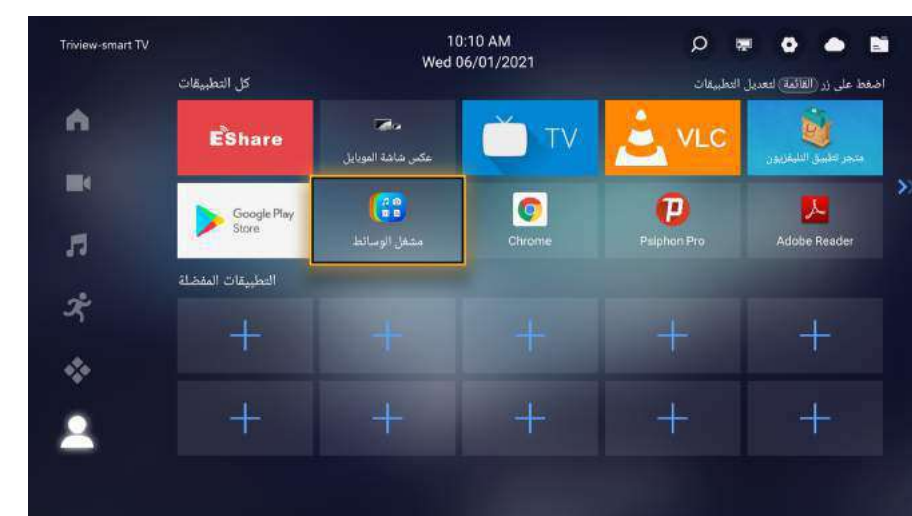 Triview-smart TV
10:10 AM
Wed 06/01/2021
كل التطبيقات
اضغط على زر (القائمة) لتعديل التطبيقات
EShare
عكس شاشة الموبايل
TV
VLC
متجر تطبيق التليفزيون
Google Play
Store
مشغل الوسائط
Chrome
Psiphon Pro
Adobe Reader
التطبيقات المفضلة